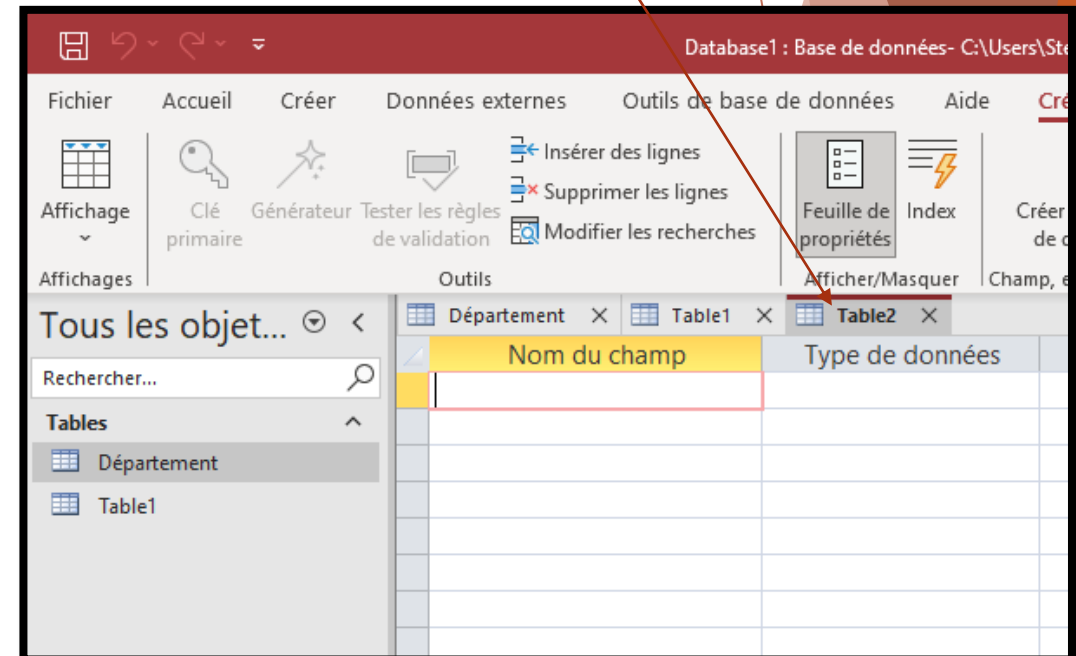 Database1 : Base de données- C:\Users\Ste
Fichier Accueil Créer Données externes Outils de base de données Aide Cré
Affichage
Clé primaire
Générateur
Tester les règles de validation
Insérer des lignes
Supprimer les lignes
Modifier les recherches
Feuille de propriétés
Index
Créer
de d
Affichages Outils Afficher/Masquer Champ, e
Tous les objet...
Rechercher...
Tables
Département
Table1
Département Table1 Table2
Nom du champ Type de données